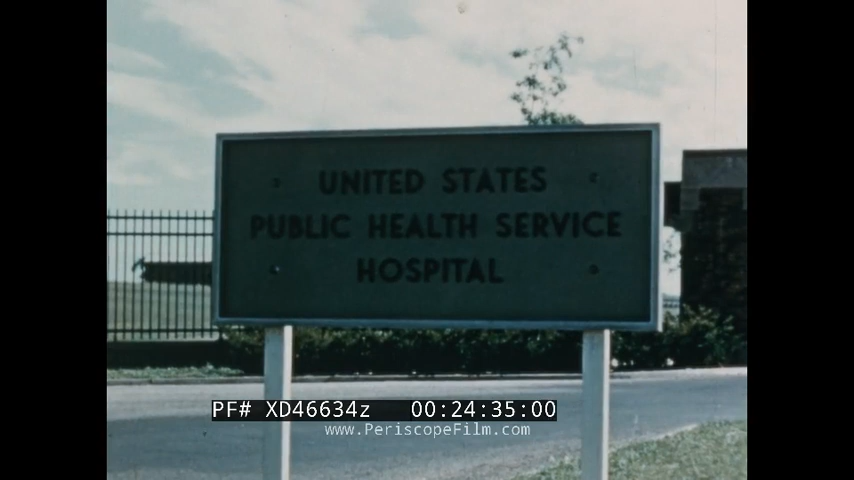 UNITED STATES
PUBLIC HEALTH SERVICE
HOSPITAL
PF# XD46634z 00:24:35:00
www.PeriscopeFilm.com